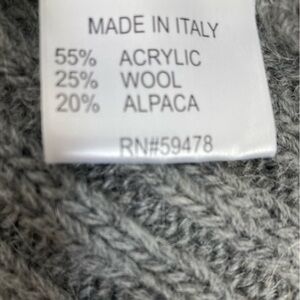 MADE IN ITALY
55% ACRYLIC
25% WOOL
20% ALPACA
RN#59478